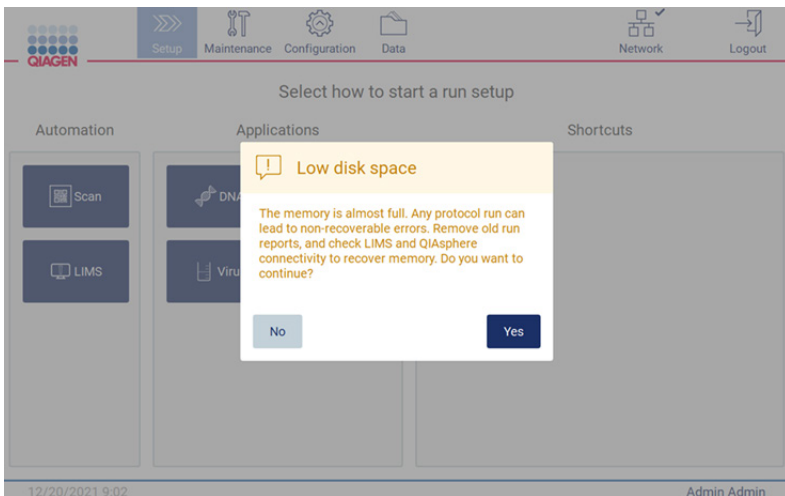 QIAGEN
Setup
Maintenance
Configuration
Data
Network
Logout
Select how to start a run setup
Automation
Applications
Shortcuts
Scan
DNA
LIMS
Low disk space
The memory is almost full. Any protocol run can
lead to non-recoverable errors. Remove old run
reports, and check LIMS and QIAsphere
connectivity to recover memory. Do you want to
continue?
No
Yes
12/20/2021 9:02
Admin Admin